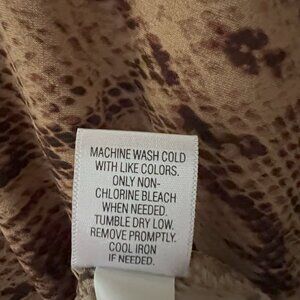 MACHINE WASH COLD
WITH LIKE COLORS.
ONLY NON-
CHLORINE BLEACH
WHEN NEEDED.
TUMBLE DRY LOW.
REMOVE PROMPTLY.
COOL IRON
IF NEEDED.